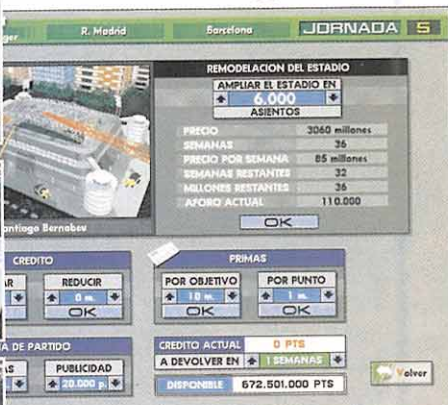 R. Madrid Barcelona JORNADA 5
REMODELACION DEL ESTADIO
AMPLIAR EL ESTADIO EN
6.000
ASIENTOS
PRECIO 3060 millones
SEMANAS 36
PRECIO POR SEMANA 85 millones
SEMANAS RESTANTES 32
MILLONES RESTANTES 36
AFORO ACTUAL 110.000
OK
ntiago Bernabeu
CREDITO PRIMAS
AR REDUCIR POR OBJETIVO POR PUNTO
0 m. 10 m. 1 m.
OK OK OK
A DE PARTIDO CREDITO ACTUAL 0 PTS
AS PUBLICIDAD A DEVOLVER EN 1 SEMANAS Volver
20.000 p. DISPONIBLE 672.501.000 PTS